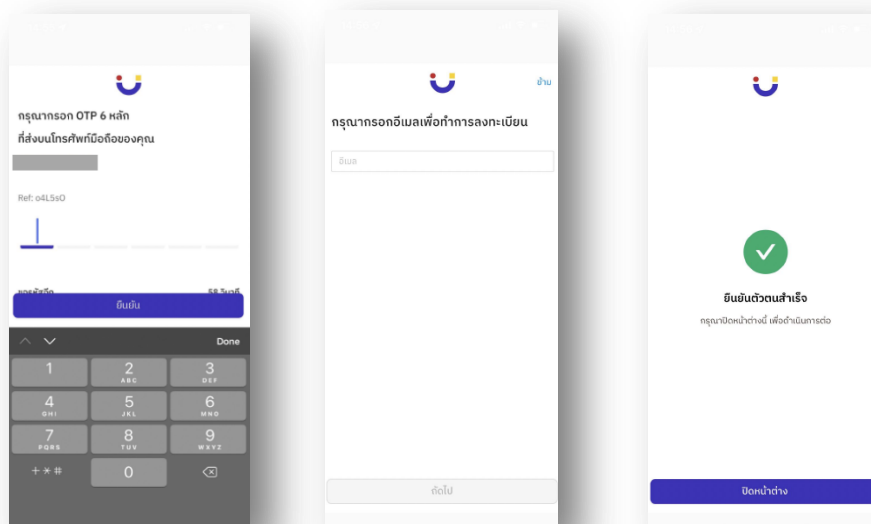 กรุณากรอก OTP 6 หลัก
ที่ส่งบนโทรศัพท์มือถือของคุณ
Ref: o4L5sO
ขอรหัสอีก 58 วินาที
ยืนยัน
Done
1 2 3
ABC DEF
4 5 6
GHI JKL MNO
7 8 9
PQRS TUV WXYZ
+*# 0
ข้าม
กรุณากรอกอีเมลเพื่อทำการลงทะเบียน
อีเมล
ถัดไป
ยืนยันตัวตนสำเร็จ
กรุณาปิดหน้าต่างนี้ เพื่อดำเนินการต่อ
ปิดหน้าต่าง